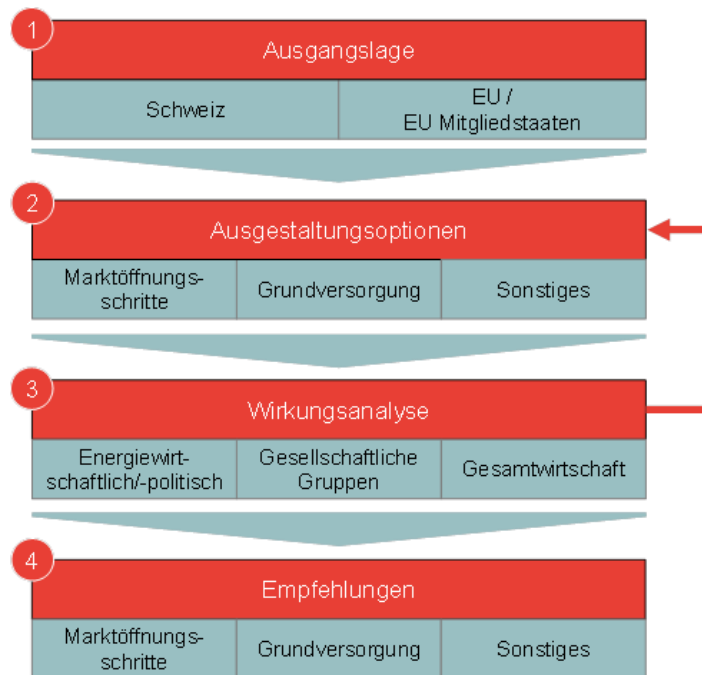 1
Ausgangslage
Schweiz
EU /
EU Mitgliedstaaten
2
Ausgestaltungsoptionen
Marktöffnungs-
schritte
Grundversorgung
Sonstiges
3
Wirkungsanalyse
Energiewirt-
schaftlich/-politisch
Gesellschaftliche
Gruppen
Gesamtwirtschaft
4
Empfehlungen
Marktöffnungs-
schritte
Grundversorgung
Sonstiges